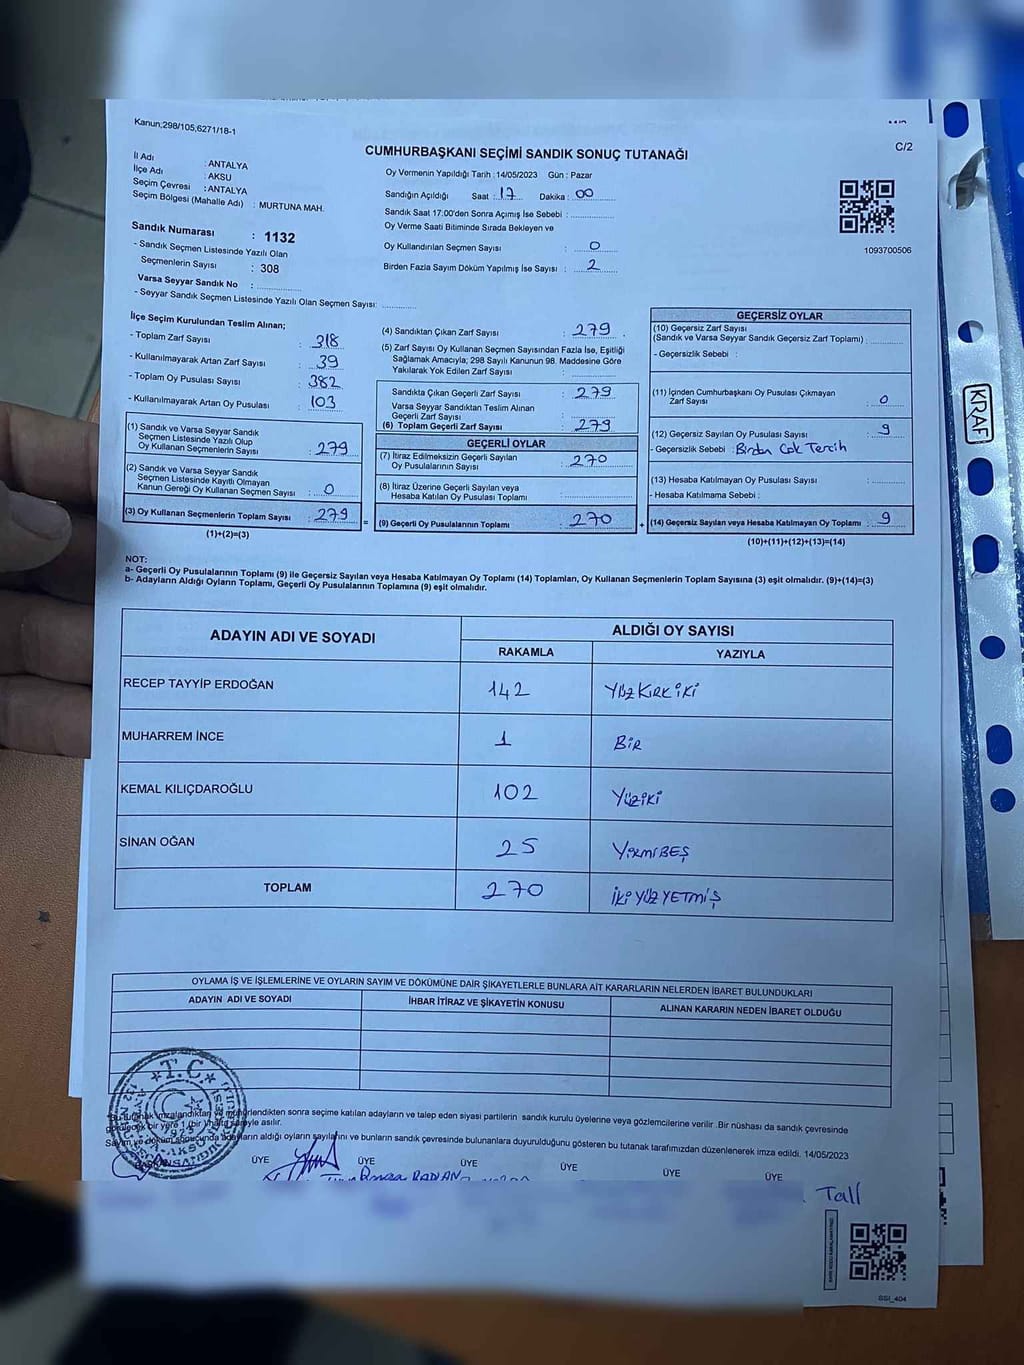 Kanun;298/105;6271/18-1
C/2
CUMHURBAŞKANI SEÇİMİ SANDIK SONUÇ TUTANAĞI
İl Adı : ANTALYA
İlçe Adı : AKSU
Seçim Çevresi : ANTALYA
Seçim Bölgesi (Mahalle Adı) : MURTUNA MAH.
Oy Vermenin Yapıldığı Tarih :14/05/2023 Gün : Pazar
Sandığın Açıldığı Saat : 17 Dakika : 00
Sandık Saat 17:00'den Sonra Açımış İse Sebebi :
Oy Verme Saati Bitiminde Sırada Bekleyen ve
Oy Kullandırılan Seçmen Sayısı : 0
Birden Fazla Sayım Döküm Yapılmış İse Sayısı : 2
1093700506
Sandık Numarası : 1132
- Sandık Seçmen Listesinde Yazılı Olan
Seçmenlerin Sayısı : 308
Varsa Seyyar Sandık No :
- Seyyar Sandık Seçmen Listesinde Yazılı Olan Seçmen Sayısı:
İlçe Seçim Kurulundan Teslim Alınan;
- Toplam Zarf Sayısı : 318
- Kullanılmayarak Artan Zarf Sayısı : 39
- Toplam Oy Pusulası Sayısı : 382
- Kullanılmayarak Artan Oy Pusulası : 103
(1) Sandık ve Varsa Seyyar Sandık
Seçmen Listesinde Yazılı Olup
Oy Kullanan Seçmenlerin Sayısı : 279
(2) Sandık ve Varsa Seyyar Sandık
Seçmen Listesinde Kayıtlı Olmayan
Kanun Gereği Oy Kullanan Seçmen Sayısı : 0
(3) Oy Kullanan Seçmenlerin Toplam Sayısı : 279
(1)+(2)=(3)
(4) Sandıktan Çıkan Zarf Sayısı : 279
(5) Zarf Sayısı Oy Kullanan Seçmen Sayısından Fazla İse, Eşitliği
Sağlamak Amacıyla; 298 Sayılı Kanunun 98. Maddesine Göre
Yakılarak Yok Edilen Zarf Sayısı :
Sandıkta Çıkan Geçerli Zarf Sayısı : 279
Varsa Seyyar Sandıktan Teslim Alınan
Geçerli Zarf Sayısı :
(6) Toplam Geçerli Zarf Sayısı : 279
GEÇERLİ OYLAR
(7) İtiraz Edilmeksizin Geçerli Sayılan
Oy Pusulalarının Sayısı : 270
(8) İtiraz Üzerine Geçerli Sayılan veya
Hesaba Katılan Oy Pusulası Toplamı :
= (9) Geçerli Oy Pusulalarının Toplamı : 270
GEÇERSİZ OYLAR
(10) Geçersiz Zarf Sayısı
(Sandık ve Varsa Seyyar Sandık Geçersiz Zarf Toplamı) :
- Geçersizlik Sebebi :
(11) İçinden Cumhurbaşkanı Oy Pusulası Çıkmayan
Zarf Sayısı : 0
(12) Geçersiz Sayılan Oy Pusulası Sayısı : 9
- Geçersizlik Sebebi : Birden Çok Tercih
(13) Hesaba Katılmayan Oy Pusulası Sayısı :
- Hesaba Katılmama Sebebi :
+ (14) Geçersiz Sayılan veya Hesaba Katılmayan Oy Toplamı : 9
(10)+(11)+(12)+(13)=(14)
NOT:
a- Geçerli Oy Pusulalarının Toplamı (9) ile Geçersiz Sayılan veya Hesaba Katılmayan Oy Toplamı (14) Toplamları, Oy Kullanan Seçmenlerin Toplam Sayısına (3) eşit olmalıdır. (9)+(14)=(3)
b- Adayların Aldığı Oyların Toplamı, Geçerli Oy Pusulalarının Toplamına (9) eşit olmalıdır.
ADAYIN ADI VE SOYADI ALDIĞI OY SAYISI
RAKAMLA YAZIYLA
RECEP TAYYİP ERDOĞAN 142 YÜZKIRKİKİ
MUHARREM İNCE 1 BİR
KEMAL KILIÇDAROĞLU 102 YÜZİKİ
SİNAN OĞAN 25 YİRMİBEŞ
TOPLAM 270 İKİYÜZYETMİŞ
OYLAMA İŞ VE İŞLEMLERİNE VE OYLARIN SAYIM VE DÖKÜMÜNE DAİR ŞİKAYETLERLE BUNLARA AİT KARARLARIN NELERDEN İBARET BULUNDUKLARI
ADAYIN ADI VE SOYADI İHBAR İTİRAZ VE ŞİKAYETİN KONUSU ALINAN KARARIN NEDEN İBARET OLDUĞU
T.C.
1923
Bu tutanak imzalandıktan ve mühürlendikten sonra seçime katılan adayların ve talep eden siyasi partilerin sandık kurulu üyelerine veya gözlemcilerine verilir .Bir nüshası da sandık çevresinde
görülecek bir yere 1 (bir) hafta süreyle asılır.
Sayım ve döküm sonucunda adayların aldığı oyların sayılarını ve bunların sandık çevresinde bulunanlara duyurulduğunu gösteren bu tutanak tarafımızdan düzenlenerek imza edildi. 14/05/2023
BAŞKAN ÜYE ÜYE ÜYE ÜYE ÜYE ÜYE
Tall
SSI_404
KRAF